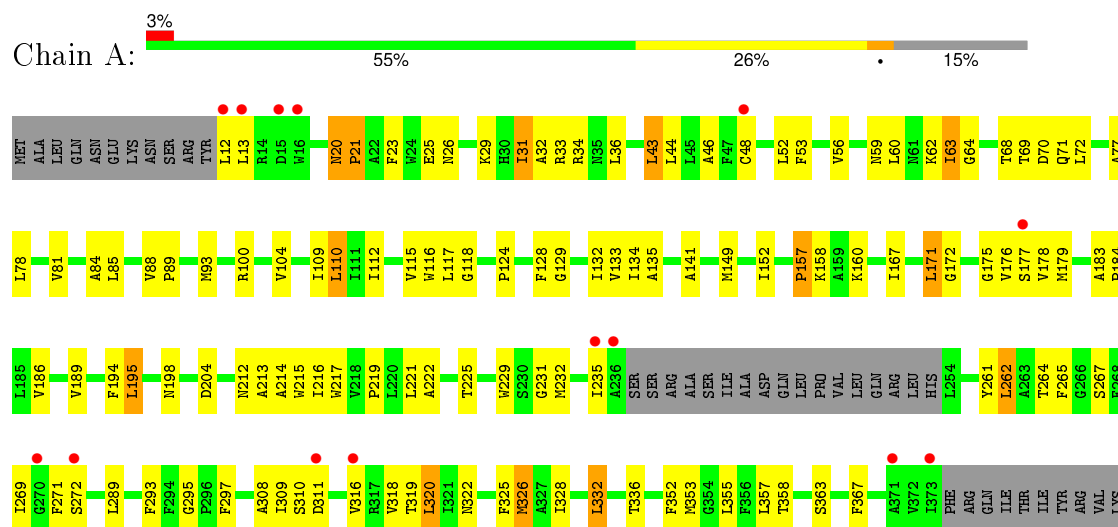 3%
Chain A:
55% 26% • 15%
MET ALA LEU GLN ASN GLU LYS ASN SER ARG TYR L12 L13 R14 D15 W16 N20 P21 A22 F23 W24 E25 N26 K29 H30 I31 A32 R33 R34 N35 L36 L43 L44 L45 A46 F47 C48 L52 F53 V56 N59 L60 N61 K62 I63 G64 T68 T69 D70 Q71 L72 A77
L78 V81 A84 L85 V88 P89 M93 R100 V104 I109 L110 I111 I112 V115 W116 L117 G118 P124 F128 G129 I132 V133 I134 A135 A141 M149 I152 P157 K158 A159 K160 I167 L171 G172 G175 V176 S177 V178 M179 A183
L185 V186 V189 F194 L195 N198 D204 N212 A213 A214 W215 I216 W217 V218 P219 L220 L221 A222 T225 W229 S230 G231 M232 I235 A236 SER SER ARG ALA SER ILE ALA ASP GLN LEU PRO VAL LEU GLN ARG LEU HIS L254 Y261 L262 A263 T264 F265 G266 S267
I269 G270 F271 S272 L289 F293 F294 G295 P296 F297 A308 I309 S310 D311 V316 R317 V318 T319 L320 I321 N322 F325 M326 A327 I328 L332 T336 F352 M353 G354 L355 F356 L357 T358 S363 F367 A371 V372 I373 PHE ARG GLN ILE THR ILE TYR ARG VAL